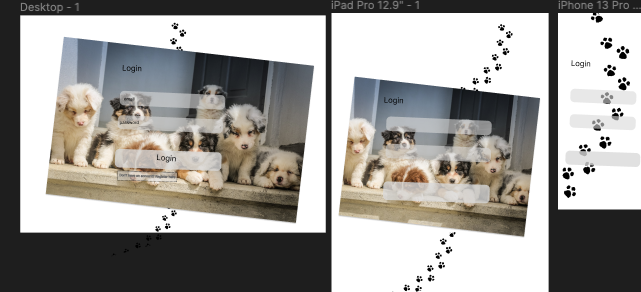 Desktop - 1
iPad Pro 12.9" - 1
iPhone 13 Pro ...
Login
Login
Login
Login